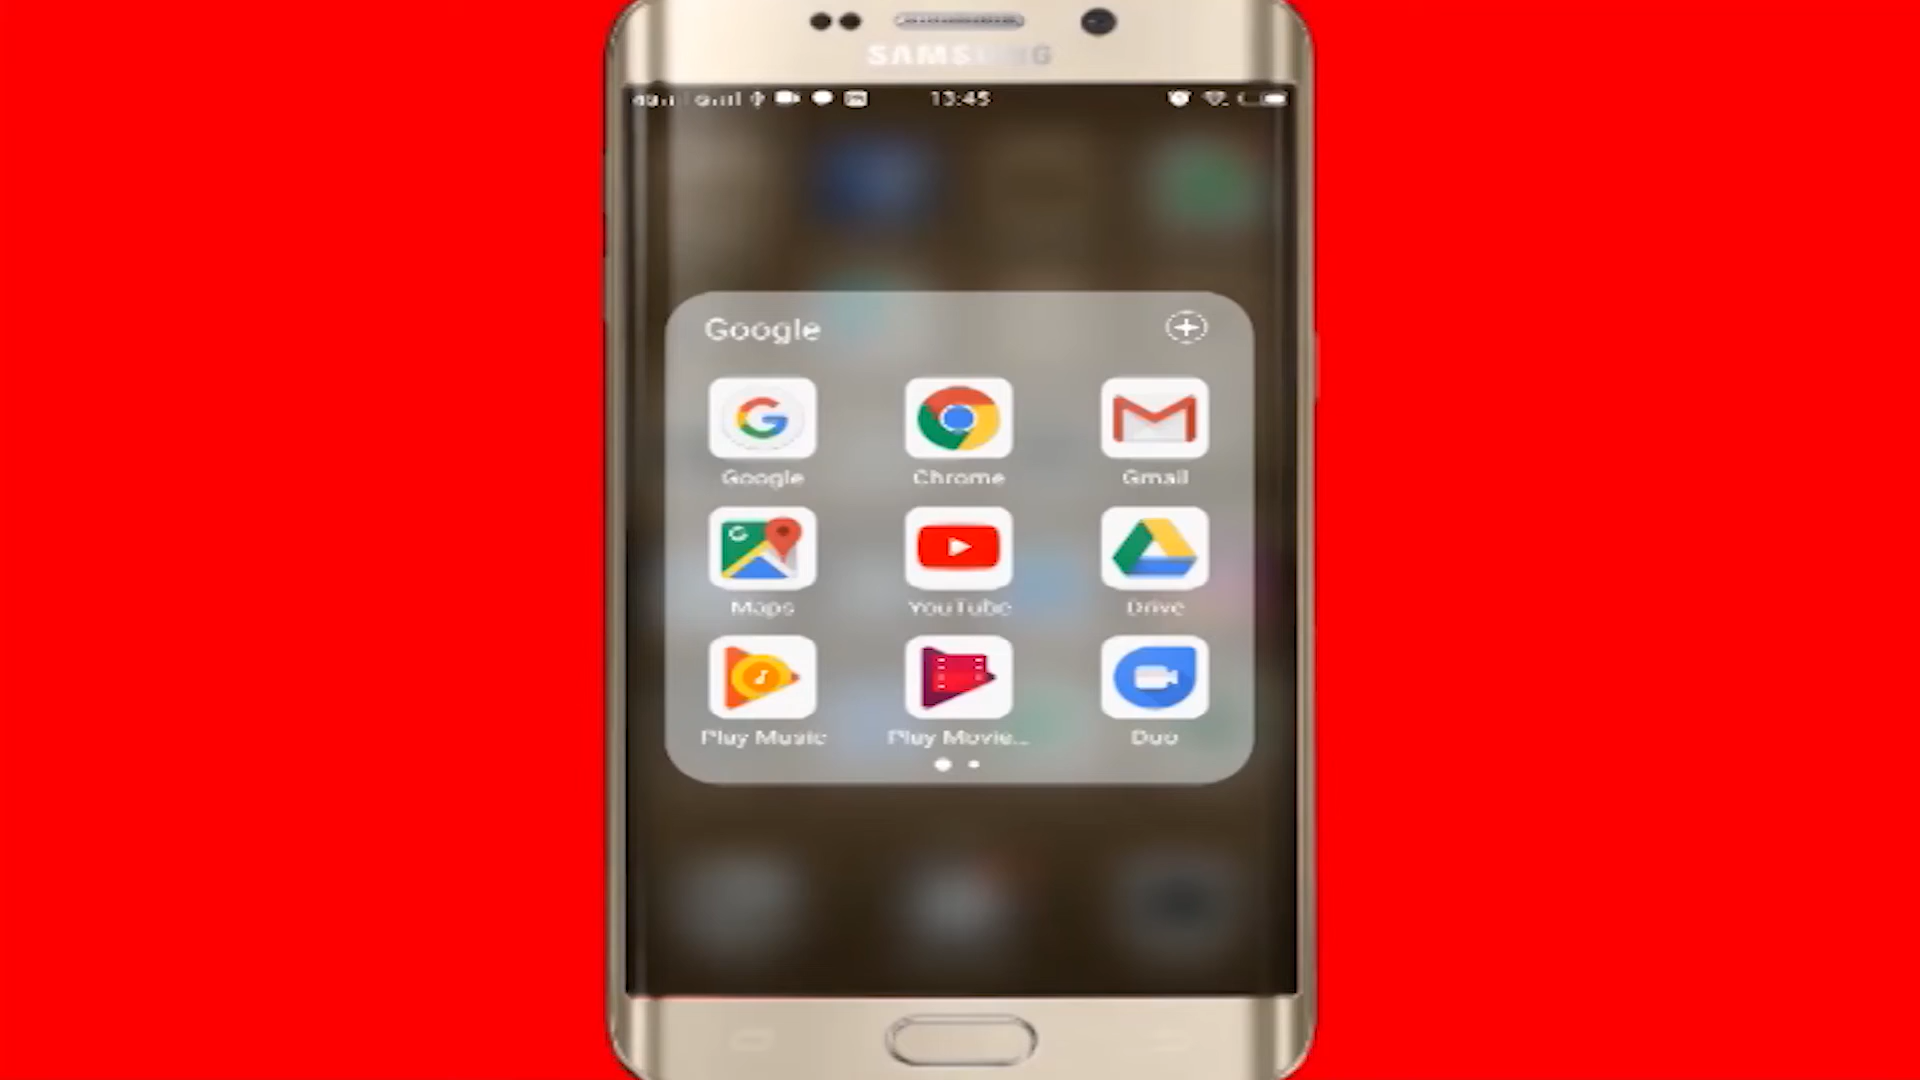 SAMSUNG
13:45
Google
Google Chrome Gmail
Maps YouTube Drive
Play Music Play Movie... Duo